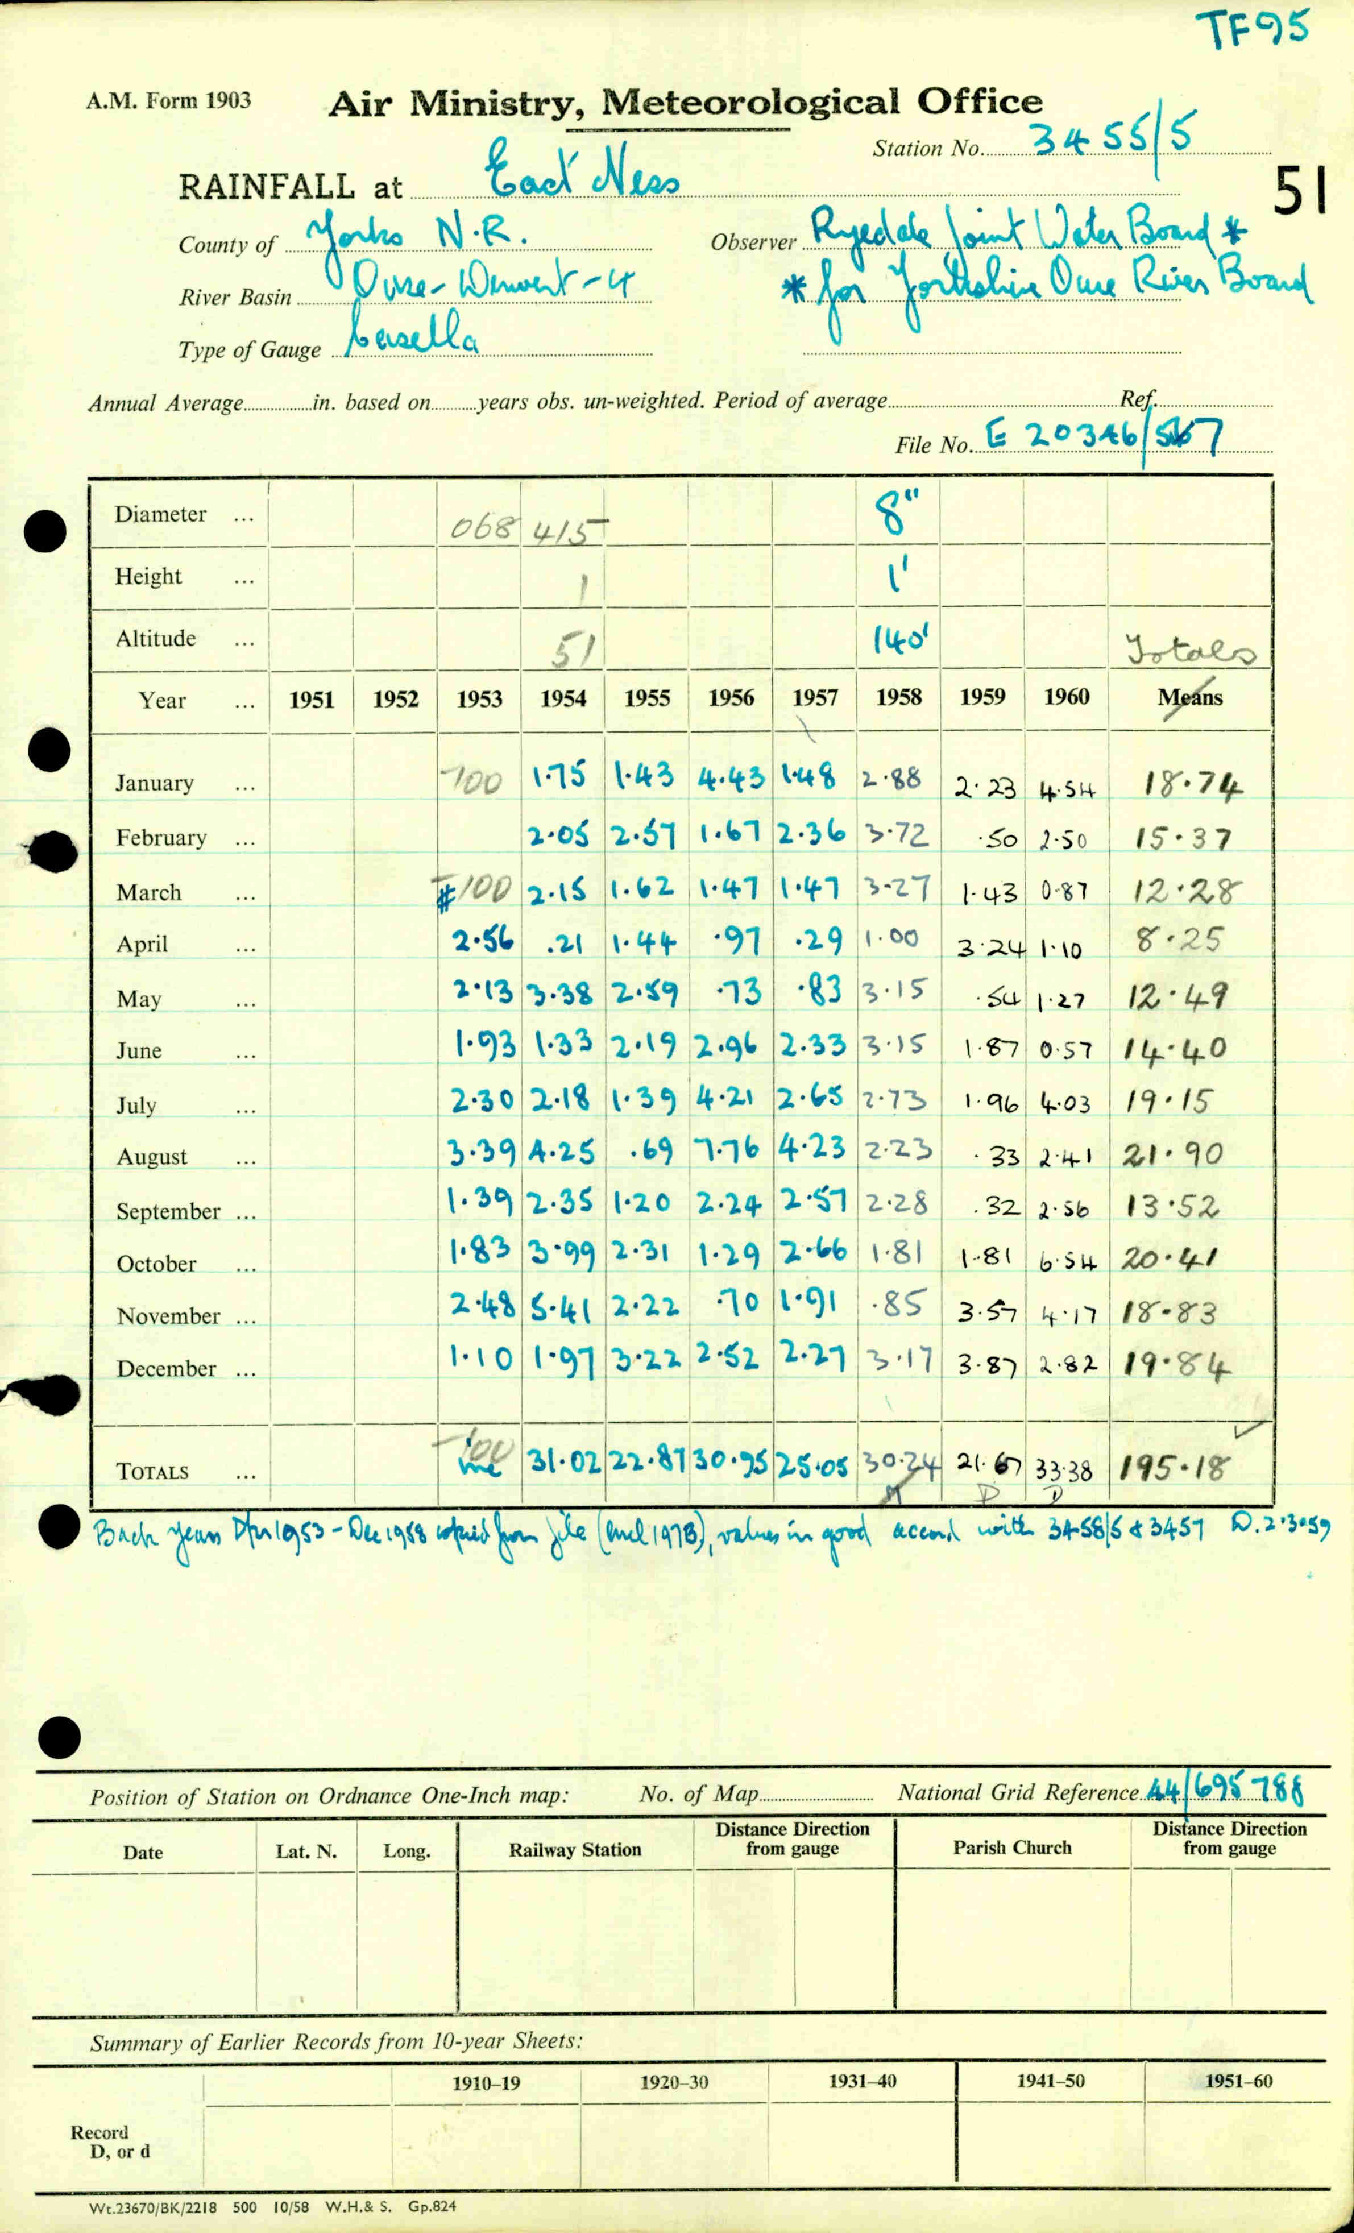 TF95
A.M. Form 1903 Air Ministry, Meteorological Office
Station No. 3455/5
RAINFALL at East Ness 51
County of Yorks N.R. Observer Ryedale Joint Water Board *
River Basin Ouse-Derwent-4 * for Yorkshire Ouse River Board
Type of Gauge Casella
Annual Average in. based on years obs. un-weighted. Period of average Ref.
File No. E 20346/567
Diameter ... 068 415 8"
Height ... 1 1'
Altitude ... 51 140' Totals
Year ... 1951 1952 1953 1954 1955 1956 1957 1958 1959 1960 Means
January ... -100 1.75 1.43 4.43 1.48 2.88 2.23 4.54 18.74
February ... 2.05 2.57 1.67 2.36 3.72 .50 2.50 15.37
March ... -100 2.15 1.62 1.47 1.47 3.27 1.43 0.87 12.28
April ... 2.56 .21 1.44 .97 .29 1.00 3.24 1.10 8.25
May ... 2.13 3.38 2.59 .73 .83 3.15 .54 1.27 12.49
June ... 1.93 1.33 2.19 2.96 2.33 3.15 1.87 0.57 14.40
July ... 2.30 2.18 1.39 4.21 2.65 2.73 1.96 4.03 19.15
August ... 3.39 4.25 .69 7.76 4.23 2.23 .33 2.41 21.90
September ... 1.39 2.35 1.20 2.24 2.57 2.28 .32 2.56 13.52
October ... 1.83 3.99 2.31 1.29 2.66 1.81 1.81 6.54 20.41
November ... 2.48 5.41 2.22 .70 1.91 .85 3.57 4.17 18.83
December ... 1.10 1.97 3.22 2.52 2.27 3.17 3.87 2.82 19.84
TOTALS ... -100 inc 31.02 22.87 30.95 25.05 30.24 21.67 33.38 195.18
M D D
Back years Apr 1953 - Dec 1958 copied from file (encl 197B), values in good accord with 3458/5 & 3457 D. 2.3.59
Position of Station on Ordnance One-Inch map: No. of Map National Grid Reference 44/695 788
Date Lat. N. Long. Railway Station Distance Direction from gauge Parish Church Distance Direction from gauge
Summary of Earlier Records from 10-year Sheets:
1910–19 1920–30 1931–40 1941–50 1951–60
Record
D, or d
Wt.23670/BK/2218 500 10/58 W.H.& S. Gp.824